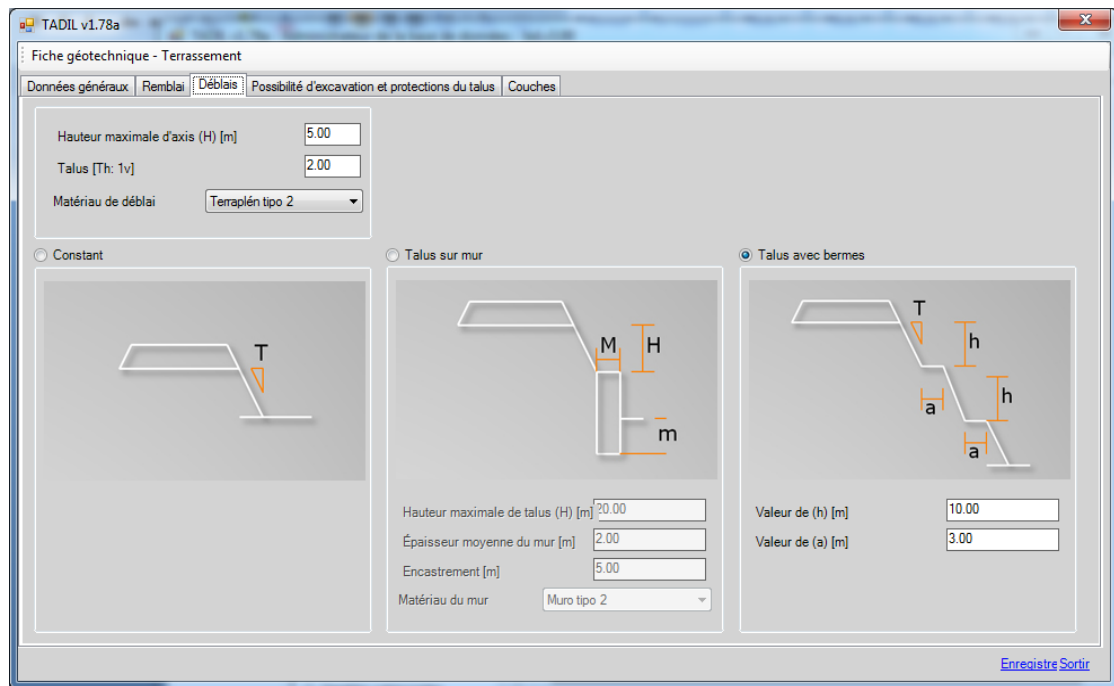 TADIL v1.78a
Fiche géotechnique - Terrassement
Données généraux Remblai Déblais Possibilité d'excavation et protections du talus Couches
Hauteur maximale d'axis (H) [m] 5.00
Talus [Th: 1v] 2.00
Matériau de déblai Terraplén tipo 2
Constant Talus sur mur Talus avec bermes
T
M H
m
T
h
h
a
a
Hauteur maximale de talus (H) [m] 20.00
Épaisseur moyenne du mur [m] 2.00
Encastrement [m] 5.00
Matériau du mur Muro tipo 2
Valeur de (h) [m] 10.00
Valeur de (a) [m] 3.00
Enregistre Sortir